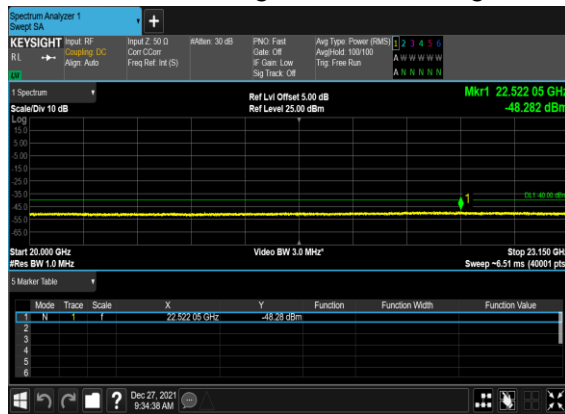 Spectrum Analyzer 1
Swept SA
+
KEYSIGHT Input: RF Input Z: 50 Ω #Atten: 30 dB PNO: Fast Avg Type: Power (RMS) 1 2 3 4 5 6
RL Coupling: DC Corr CCorr Gate: Off Avg|Hold: 100/100 A W W W W W
Align: Auto Freq Ref: Int (S) IF Gain: Low Trig: Free Run
LW Sig Track: Off A N N N N N
1 Spectrum Ref Lvl Offset 5.00 dB Mkr1 22.522 05 GHz
Scale/Div 10 dB Ref Level 25.00 dBm -48.282 dBm
Log
15.0
5.00
-5.00
-15.0
-25.0
-35.0 1 DL1 -40.00 dBm
-45.0
-55.0
-65.0
Start 20.000 GHz Video BW 3.0 MHz* Stop 23.150 GHz
#Res BW 1.0 MHz Sweep ~6.51 ms (40001 pts)
5 Marker Table
Mode Trace Scale X Y Function Function Width Function Value
1 N 1 f 22.522 05 GHz -48.28 dBm
2
3
4
5
6
? Dec 27, 2021
9:34:38 AM